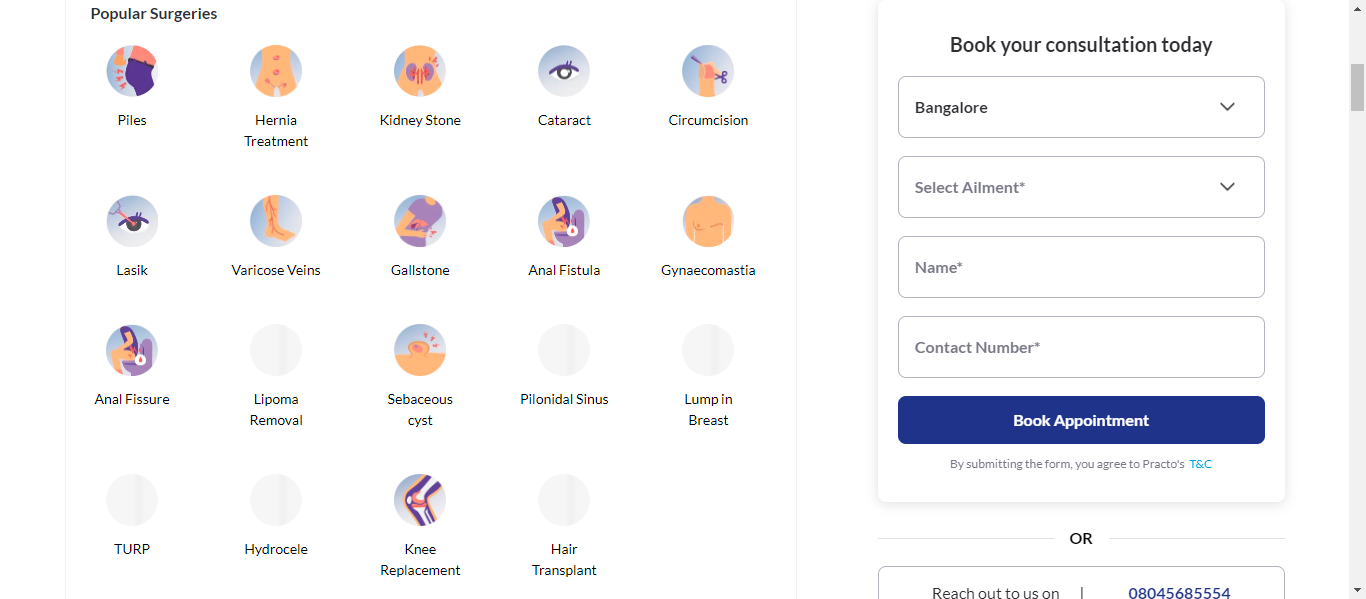 Popular Surgeries
Piles
Hernia
Treatment
Kidney Stone
Cataract
Circumcision
Lasik
Varicose Veins
Gallstone
Anal Fistula
Gynaecomastia
Anal Fissure
Lipoma
Removal
Sebaceous
cyst
Pilonidal Sinus
Lump in
Breast
TURP
Hydrocele
Knee
Replacement
Hair
Transplant
Book your consultation today
Bangalore
Select Ailment*
Name*
Contact Number*
Book Appointment
By submitting the form, you agree to Practo's T&C
OR
Reach out to us on | 08045685554